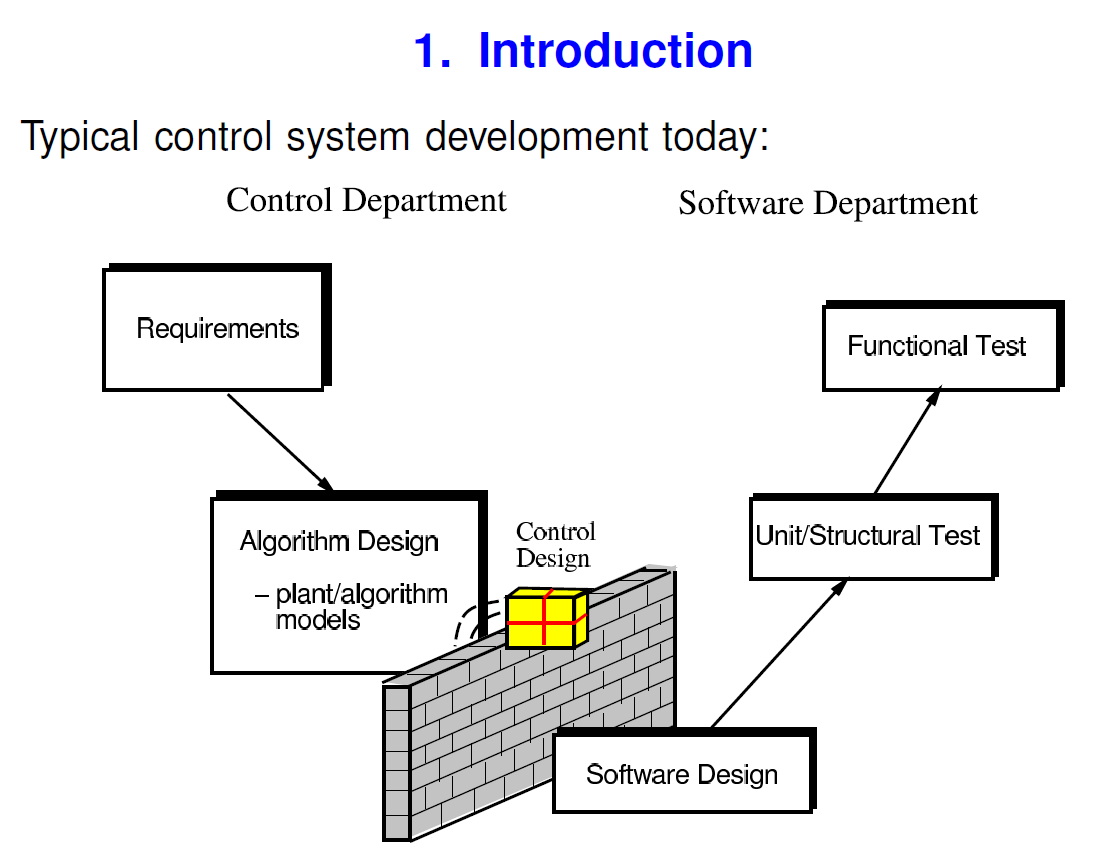 1. Introduction
Typical control system development today:
Control Department
Software Department
Requirements
Functional Test
Algorithm Design
– plant/algorithm
models
Control
Design
Unit/Structural Test
Software Design